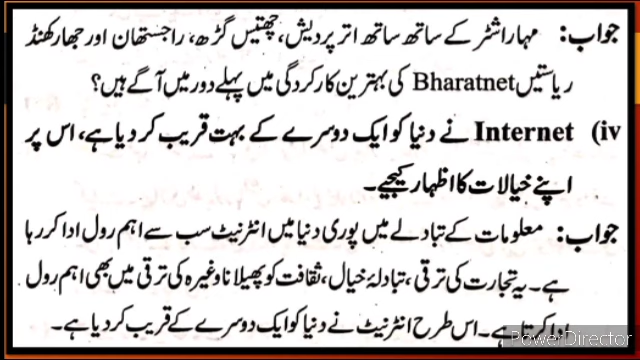 جواب: مہاراشٹر کے ساتھ ساتھ اتر پردیش، چھتیس گڑھ، راجستھان اور جھارکھنڈ
ریاستیں Bharatnet کی بہترین کارکردگی میں پہلے دور میں آگے ہیں؟
iv) Internet نے دنیا کو ایک دوسرے کے بہت قریب کر دیا ہے، اس پر
اپنے خیالات کا اظہار کیجیے۔
جواب: معلومات کے تبادلے میں پوری دنیا میں انٹرنیٹ سب سے اہم رول ادا کر رہا
ہے۔ یہ تجارت کی ترقی، تبادلۂ خیال، ثقافت کو پھیلانا وغیرہ کی ترقی میں بھی اہم رول
ادا کرتا ہے۔ اس طرح انٹرنیٹ نے دنیا کو ایک دوسرے کے قریب کر دیا ہے۔
PowerDirector